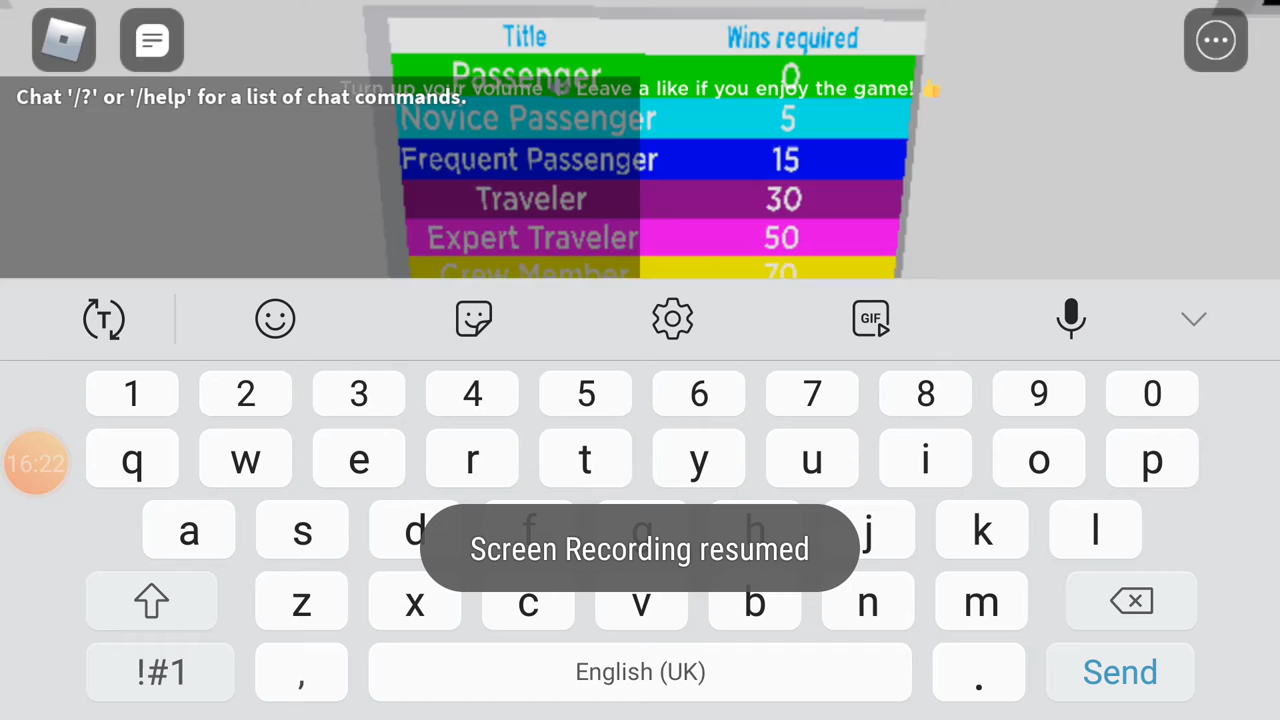 Title Wins required
Passenger 0
Turn up your volume Leave a like if you enjoy the game! 👍
Chat '/?' or '/help' for a list of chat commands.
Novice Passenger 5
Frequent Passenger 15
Traveler 30
Expert Traveler 50
Crew Member 70
T GIF
1 2 3 4 5 6 7 8 9 0
16:22
q w e r t y u i o p
a s d f g h j k l
Screen Recording resumed
z x c v b n m
!#1 , English (UK) . Send